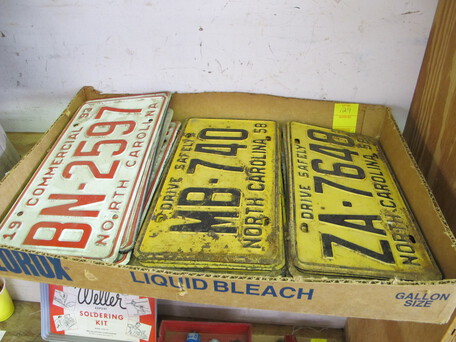 COMMERCIAL
BN-2597
19 NORTH CAROLINA 53
DRIVE SAFELY 58
MB-740
NORTH CAROLINA
DRIVE SAFELY
ZA-7648
NORTH CAROLINA
LIQUID BLEACH
GALLON
SIZE
Weller
SOLDERING
KIT